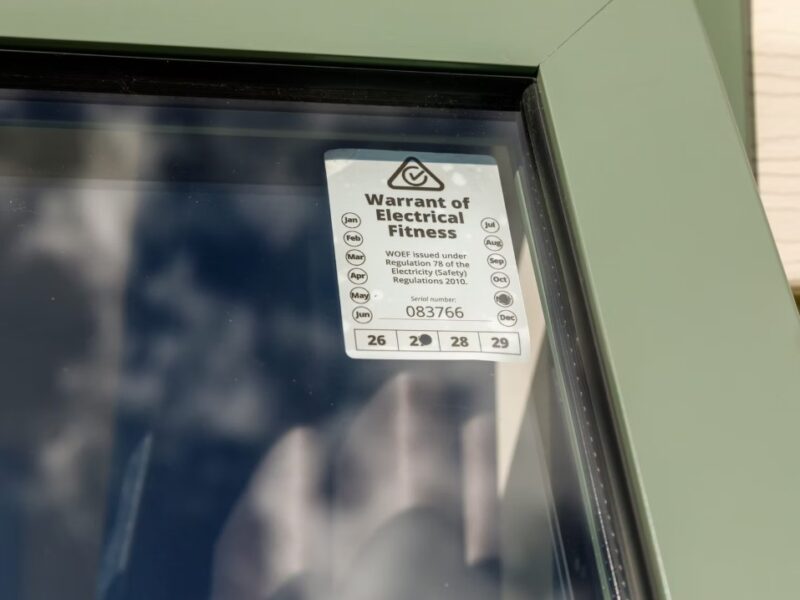 Warrant of
Electrical
Fitness
Jan
Feb
Mar
Apr
May
Jun
WOEF issued under
Regulation 78 of the
Electricity (Safety)
Regulations 2010.
Serial number:
083766
Jul
Aug
Sep
Oct
Dec
26 2 28 29